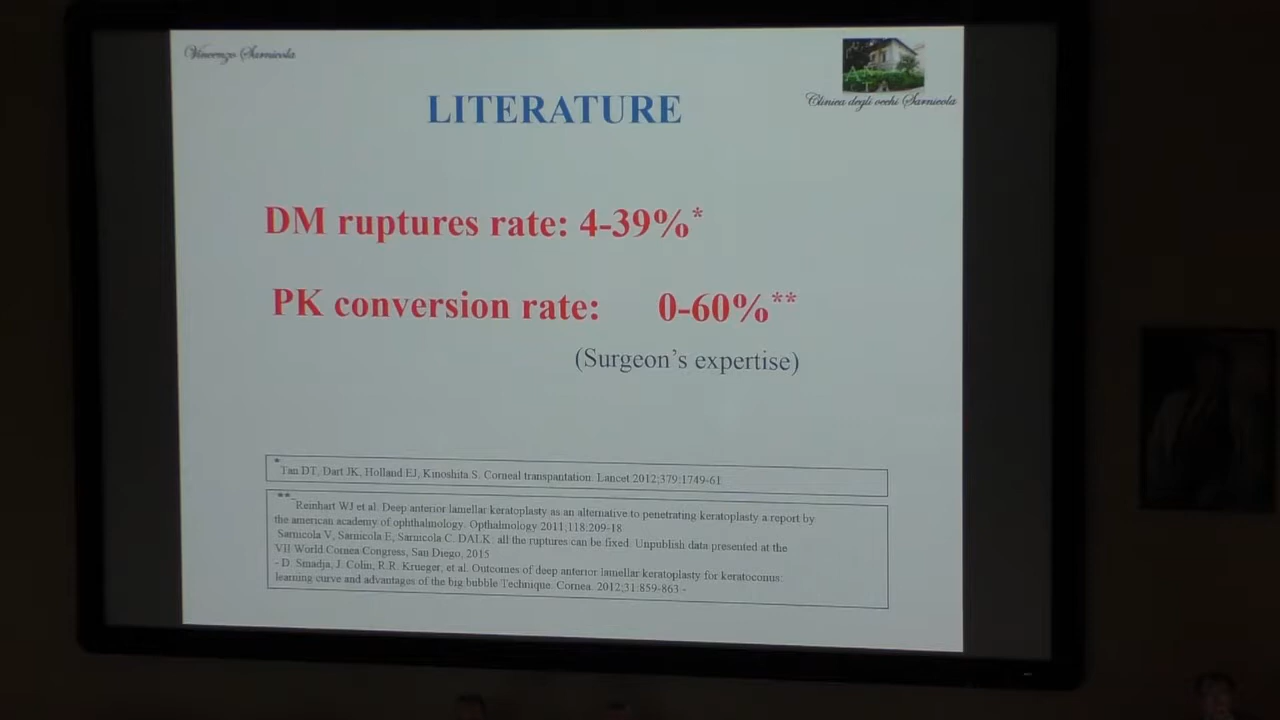 Vincenzo Sarnicola
Clinica degli occhi Sarnicola
LITERATURE
DM ruptures rate: 4-39%*
PK conversion rate: 0-60%**
(Surgeon's expertise)
* Tan DT, Dart JK, Holland EJ, Kinoshita S. Corneal transpantation. Lancet 2012;379:1749-61
** Reinhart WJ et al. Deep anterior lamellar keratoplasty as an alternative to penetrating keratoplasty a report by
the american academy of ophthalmology. Opthalmology 2011;118:209-18
Sarnicola V, Sarnicola E, Sarnicola C. DALK: all the ruptures can be fixed. Unpublish data presented at the
VII World Cornea Congress, San Diego, 2015
- D. Smadja, J. Colin, R.R. Krueger, et al. Outcomes of deep anterior lamellar keratoplasty for keratoconus:
learning curve and advantages of the big bubble Technique. Cornea. 2012;31:859-863 -